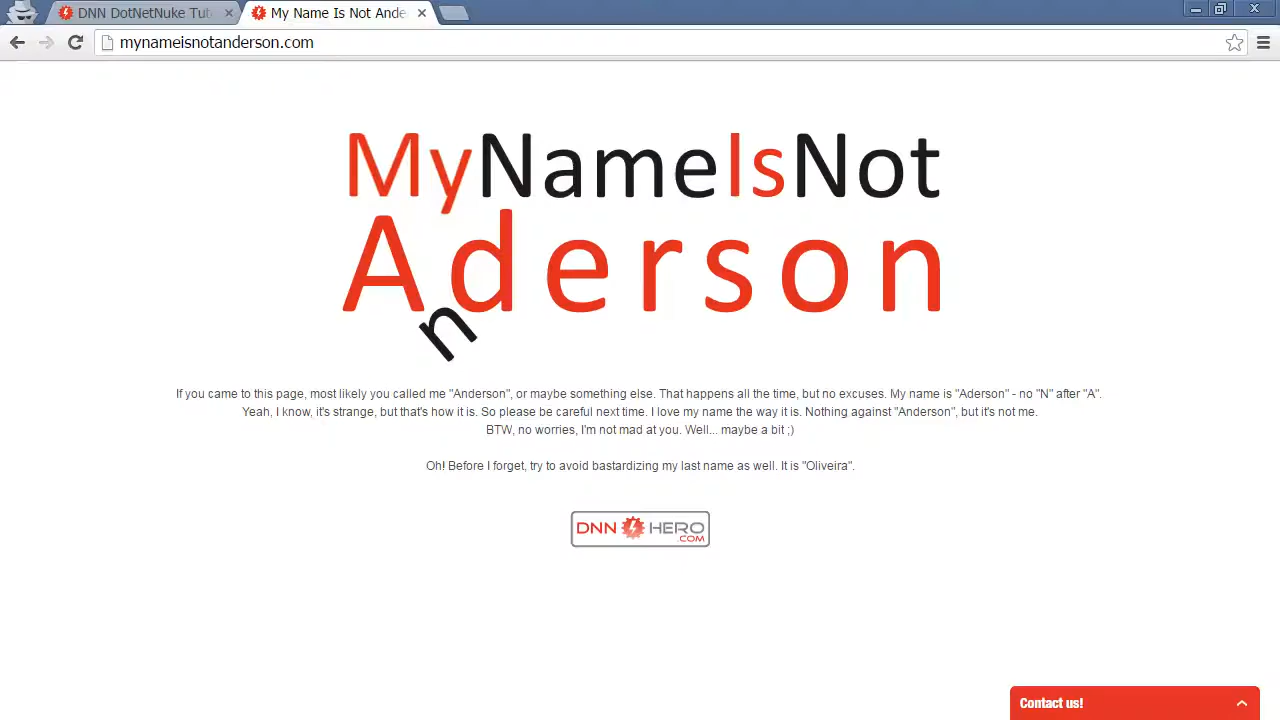 DNN DotNetNuke Tut
My Name Is Not Ande
mynameisnotanderson.com
MyNameIsNot
Aderson
n
If you came to this page, most likely you called me "Anderson", or maybe something else. That happens all the time, but no excuses. My name is "Aderson" - no "N" after "A".
Yeah, I know, it's strange, but that's how it is. So please be careful next time. I love my name the way it is. Nothing against "Anderson", but it's not me.
BTW, no worries, I'm not mad at you. Well... maybe a bit ;)
Oh! Before I forget, try to avoid bastardizing my last name as well. It is "Oliveira".
DNN HERO
.COM
Contact us!